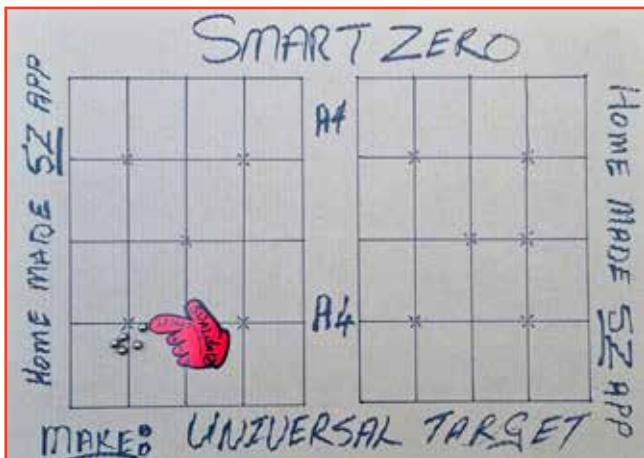 SMART ZERO
HOME MADE SZ APP
A4
HOME MADE SZ APP
A4
MAKE: UNIVERSAL TARGET